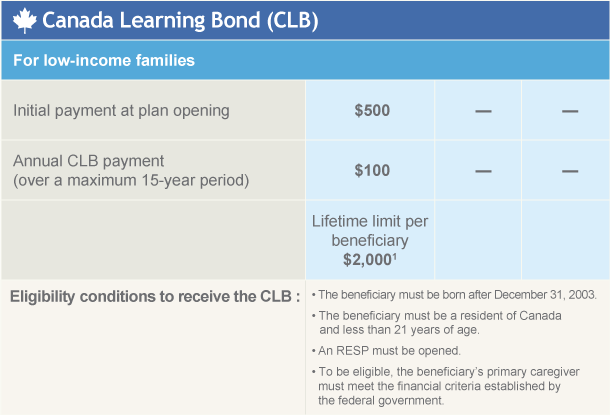 Canada Learning Bond (CLB)
For low-income families
Initial payment at plan opening
$500
—
—
Annual CLB payment
(over a maximum 15-year period)
$100
—
—
Lifetime limit per
beneficiary
$2,000¹
Eligibility conditions to receive the CLB :
• The beneficiary must be born after December 31, 2003.
• The beneficiary must be a resident of Canada
and less than 21 years of age.
• An RESP must be opened.
• To be eligible, the beneficiary's primary caregiver
must meet the financial criteria established by
the federal government.